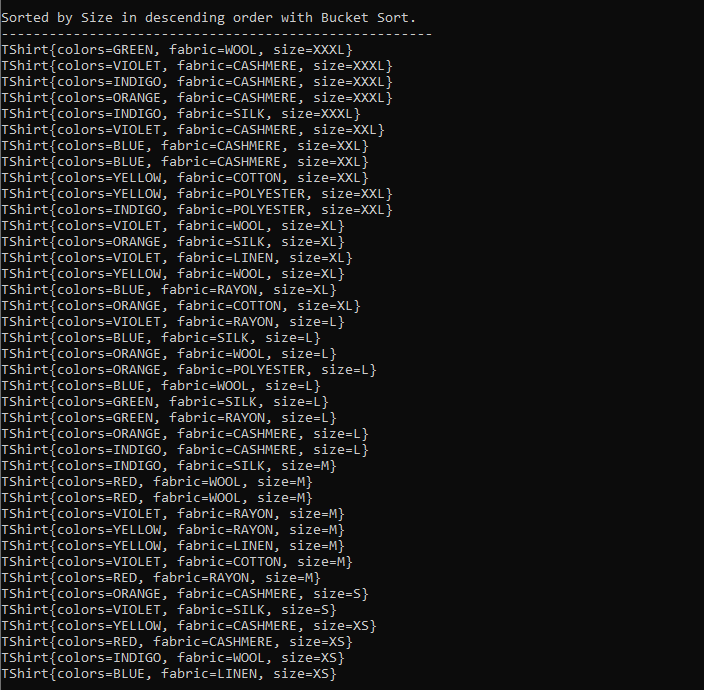 Sorted by Size in descending order with Bucket Sort.
------------------------------------------------------
TShirt{colors=GREEN, fabric=WOOL, size=XXXL}
TShirt{colors=VIOLET, fabric=CASHMERE, size=XXXL}
TShirt{colors=INDIGO, fabric=CASHMERE, size=XXXL}
TShirt{colors=ORANGE, fabric=CASHMERE, size=XXXL}
TShirt{colors=INDIGO, fabric=SILK, size=XXXL}
TShirt{colors=VIOLET, fabric=CASHMERE, size=XXL}
TShirt{colors=BLUE, fabric=CASHMERE, size=XXL}
TShirt{colors=BLUE, fabric=CASHMERE, size=XXL}
TShirt{colors=YELLOW, fabric=COTTON, size=XXL}
TShirt{colors=YELLOW, fabric=POLYESTER, size=XXL}
TShirt{colors=INDIGO, fabric=POLYESTER, size=XXL}
TShirt{colors=VIOLET, fabric=WOOL, size=XL}
TShirt{colors=ORANGE, fabric=SILK, size=XL}
TShirt{colors=VIOLET, fabric=LINEN, size=XL}
TShirt{colors=YELLOW, fabric=WOOL, size=XL}
TShirt{colors=BLUE, fabric=RAYON, size=XL}
TShirt{colors=ORANGE, fabric=COTTON, size=XL}
TShirt{colors=VIOLET, fabric=RAYON, size=L}
TShirt{colors=BLUE, fabric=SILK, size=L}
TShirt{colors=ORANGE, fabric=WOOL, size=L}
TShirt{colors=ORANGE, fabric=POLYESTER, size=L}
TShirt{colors=BLUE, fabric=WOOL, size=L}
TShirt{colors=GREEN, fabric=SILK, size=L}
TShirt{colors=GREEN, fabric=RAYON, size=L}
TShirt{colors=ORANGE, fabric=CASHMERE, size=L}
TShirt{colors=INDIGO, fabric=CASHMERE, size=L}
TShirt{colors=INDIGO, fabric=SILK, size=M}
TShirt{colors=RED, fabric=WOOL, size=M}
TShirt{colors=RED, fabric=WOOL, size=M}
TShirt{colors=VIOLET, fabric=RAYON, size=M}
TShirt{colors=YELLOW, fabric=RAYON, size=M}
TShirt{colors=YELLOW, fabric=LINEN, size=M}
TShirt{colors=VIOLET, fabric=COTTON, size=M}
TShirt{colors=RED, fabric=RAYON, size=M}
TShirt{colors=ORANGE, fabric=CASHMERE, size=S}
TShirt{colors=VIOLET, fabric=SILK, size=S}
TShirt{colors=YELLOW, fabric=CASHMERE, size=XS}
TShirt{colors=RED, fabric=CASHMERE, size=XS}
TShirt{colors=INDIGO, fabric=WOOL, size=XS}
TShirt{colors=BLUE, fabric=LINEN, size=XS}